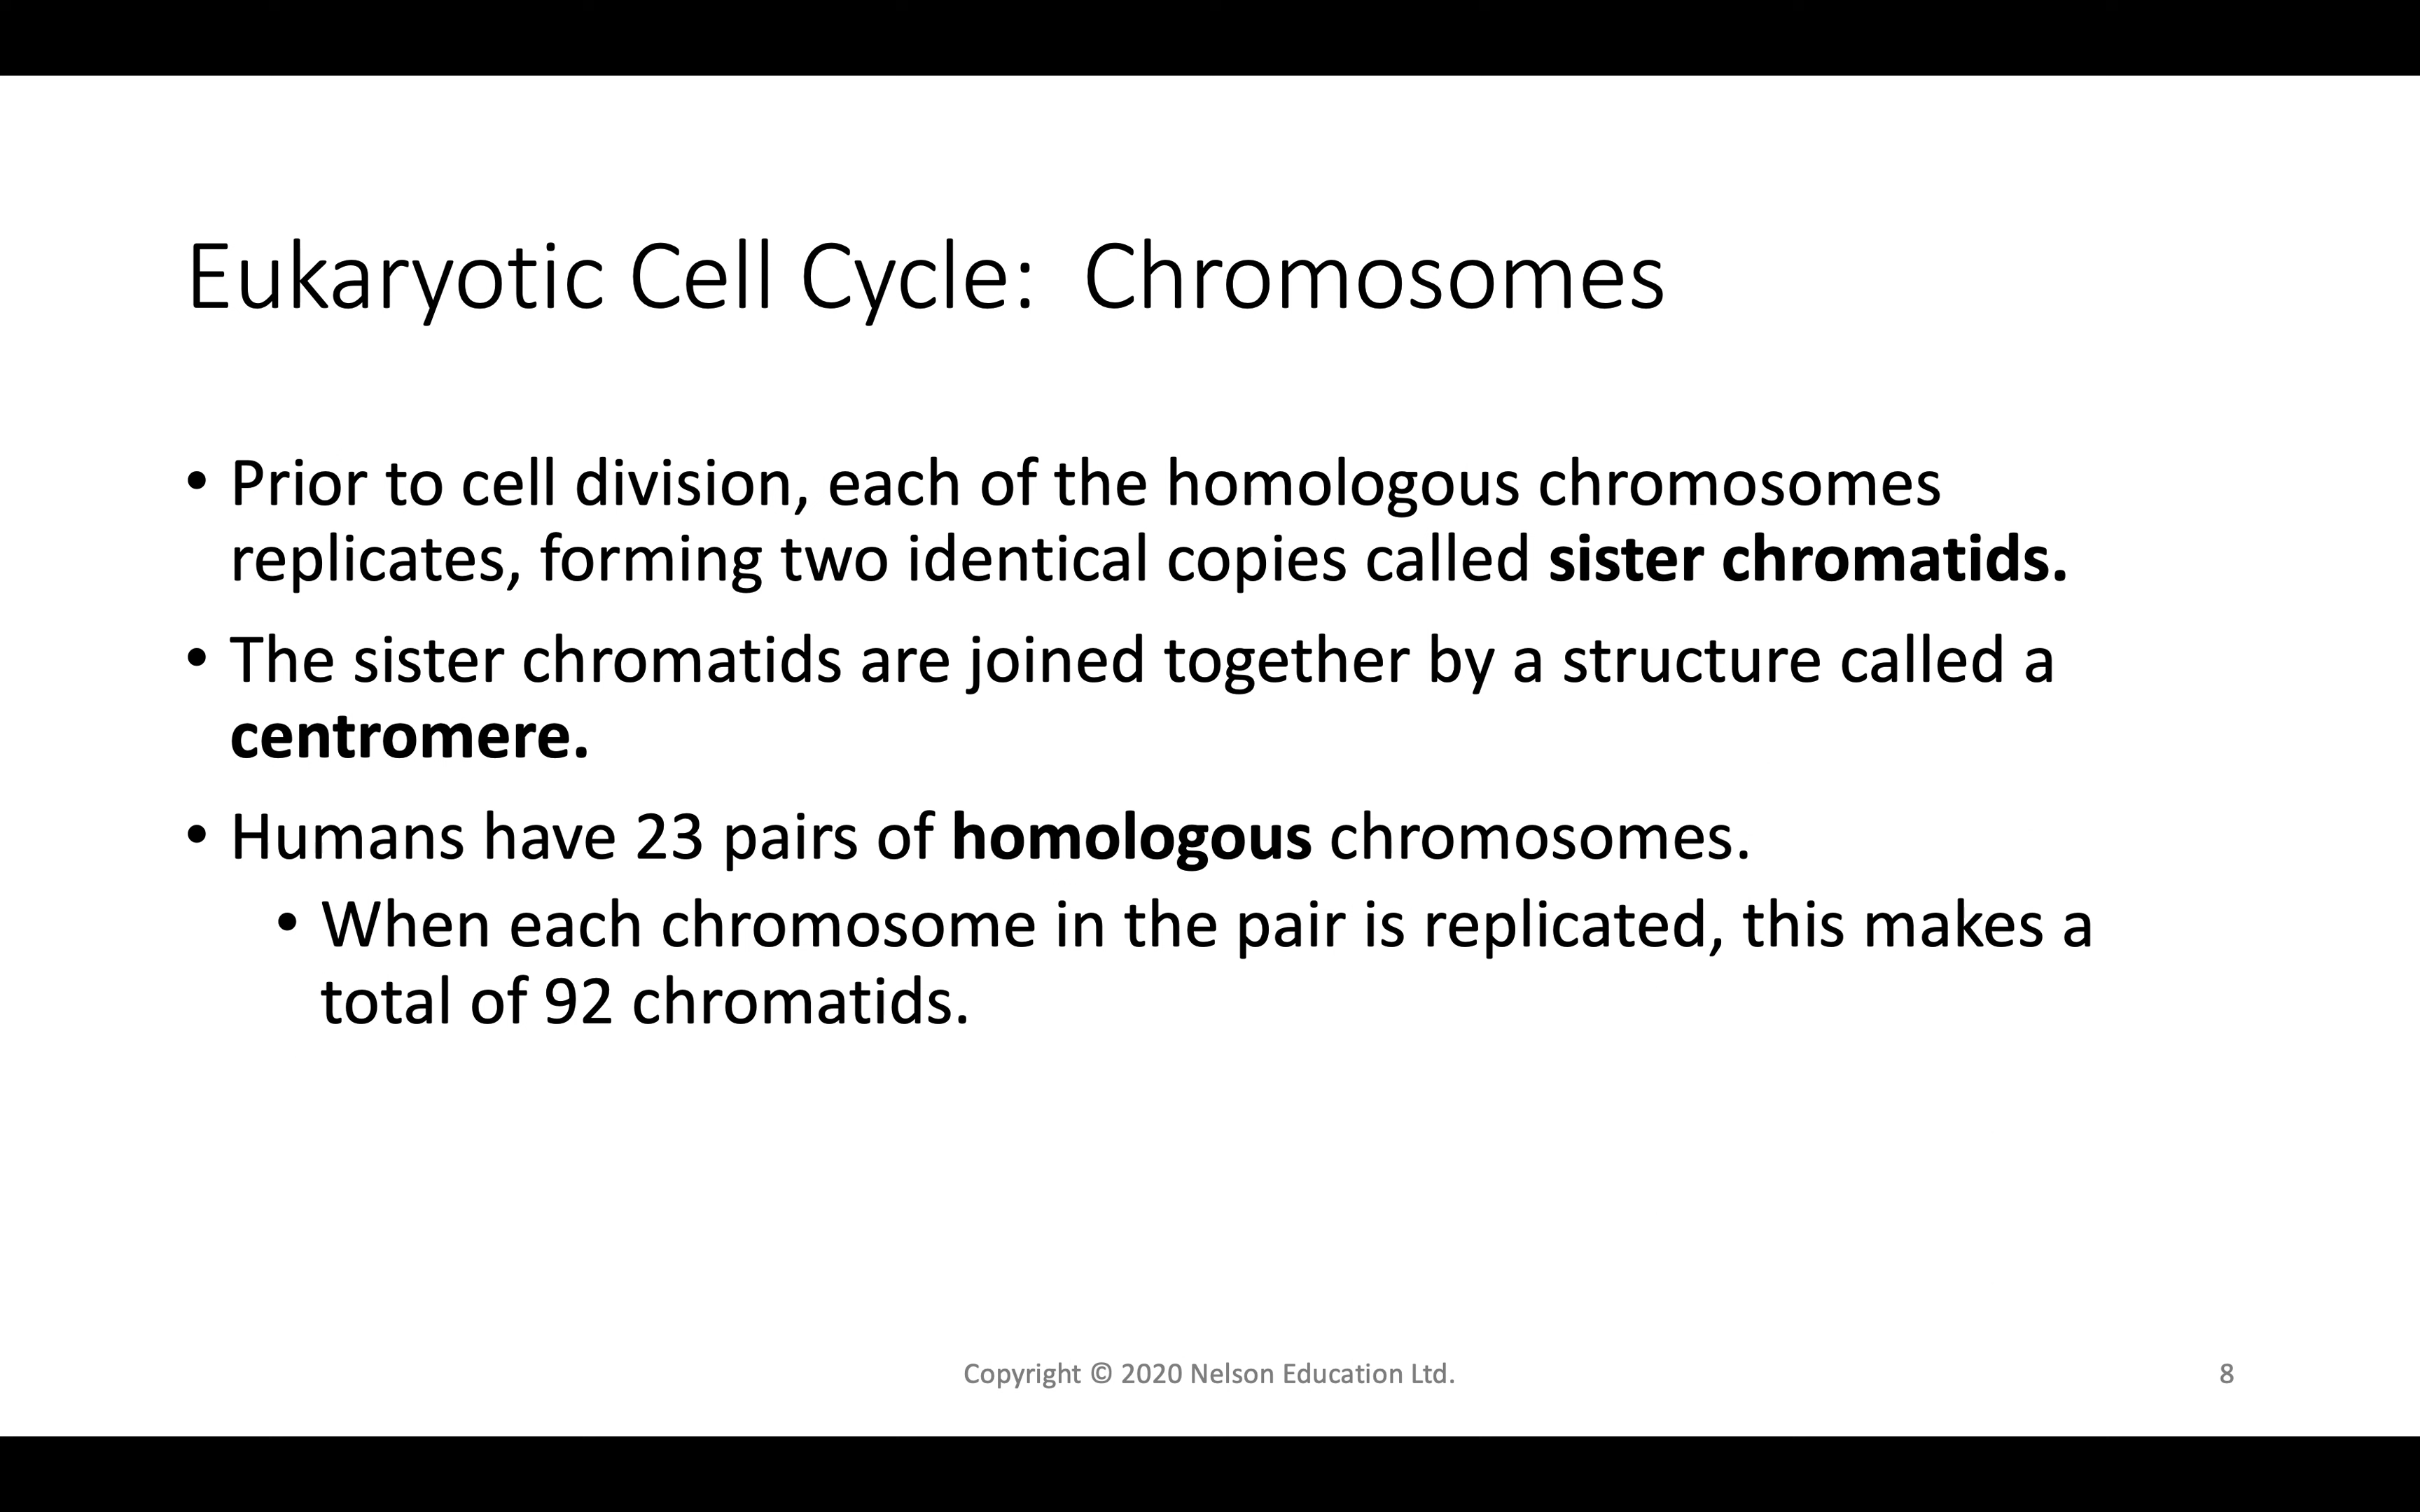 Eukaryotic Cell Cycle:  Chromosomes
• Prior to cell division, each of the homologous chromosomes
replicates, forming two identical copies called sister chromatids.
• The sister chromatids are joined together by a structure called a
centromere.
• Humans have 23 pairs of homologous chromosomes.
• When each chromosome in the pair is replicated, this makes a
total of 92 chromatids.
Copyright © 2020 Nelson Education Ltd.
8